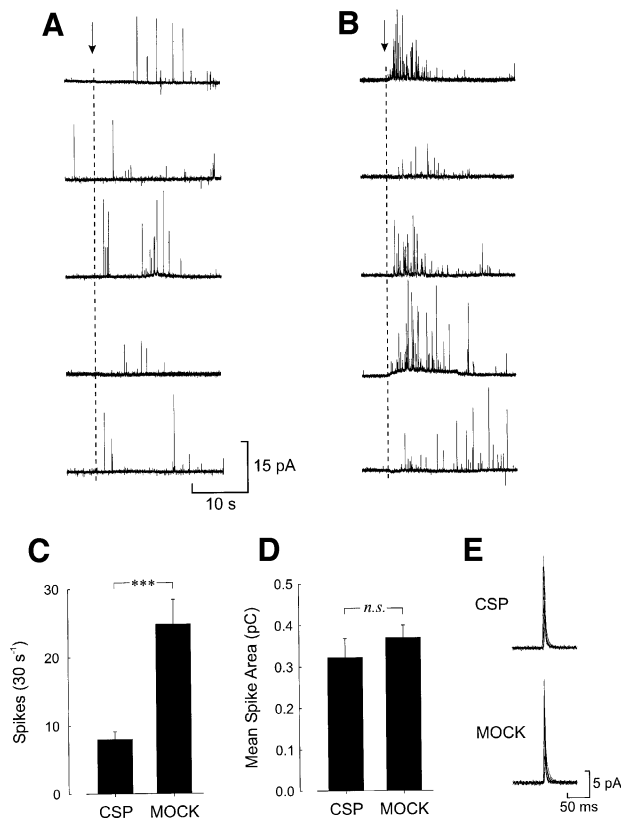 A
B
15 pA
10 s
C
***
Spikes (30 s⁻¹)
30
20
10
0
CSP
MOCK
D
n.s.
Mean Spike Area (pC)
0.5
0.4
0.3
0.2
0.1
0.0
CSP
MOCK
E
CSP
MOCK
5 pA
50 ms